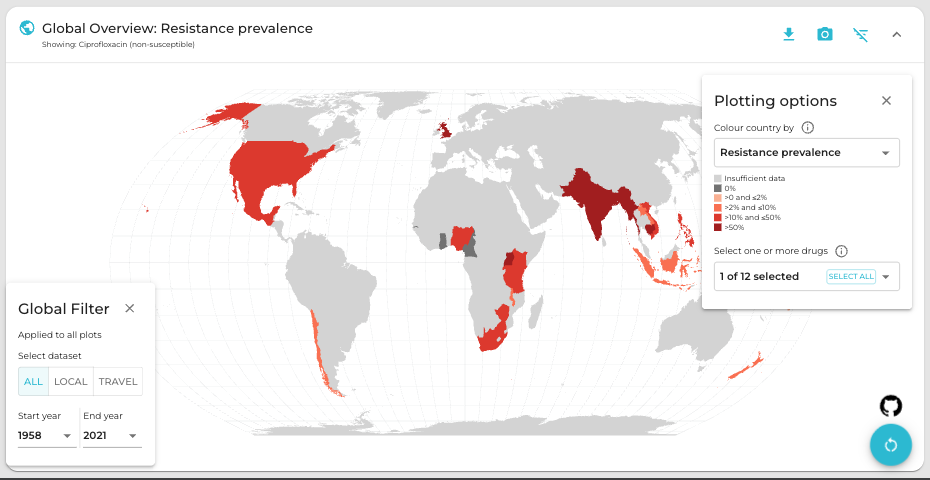 Global Overview: Resistance prevalence
Showing: Ciprofloxacin (non-susceptible)
Plotting options
Colour country by
Resistance prevalence
Insufficient data
0%
>0 and ≤2%
>2% and ≤10%
>10% and ≤50%
>50%
Select one or more drugs
1 of 12 selected SELECT ALL
Global Filter
Applied to all plots
Select dataset
ALL LOCAL TRAVEL
Start year End year
1958 2021